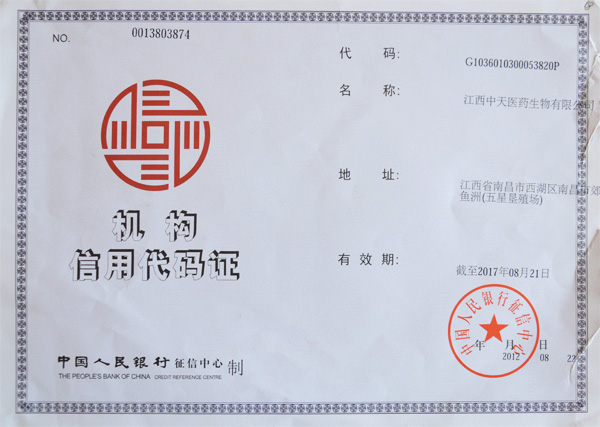 NO. 0013803874
机构
信用代码证
中国人民银行征信中心 制
THE PEOPLE'S BANK OF CHINA CREDIT REFERENCE CENTRE
代 码: G1036010300053820P
名 称: 江西中天医药生物有限公司
地 址: 江西省南昌市西湖区南昌市郊
鱼洲(五星垦殖场)
有 效 期: 截至2017年08月21日
中国人民银行征信中心
年 月 日
2012 08 22